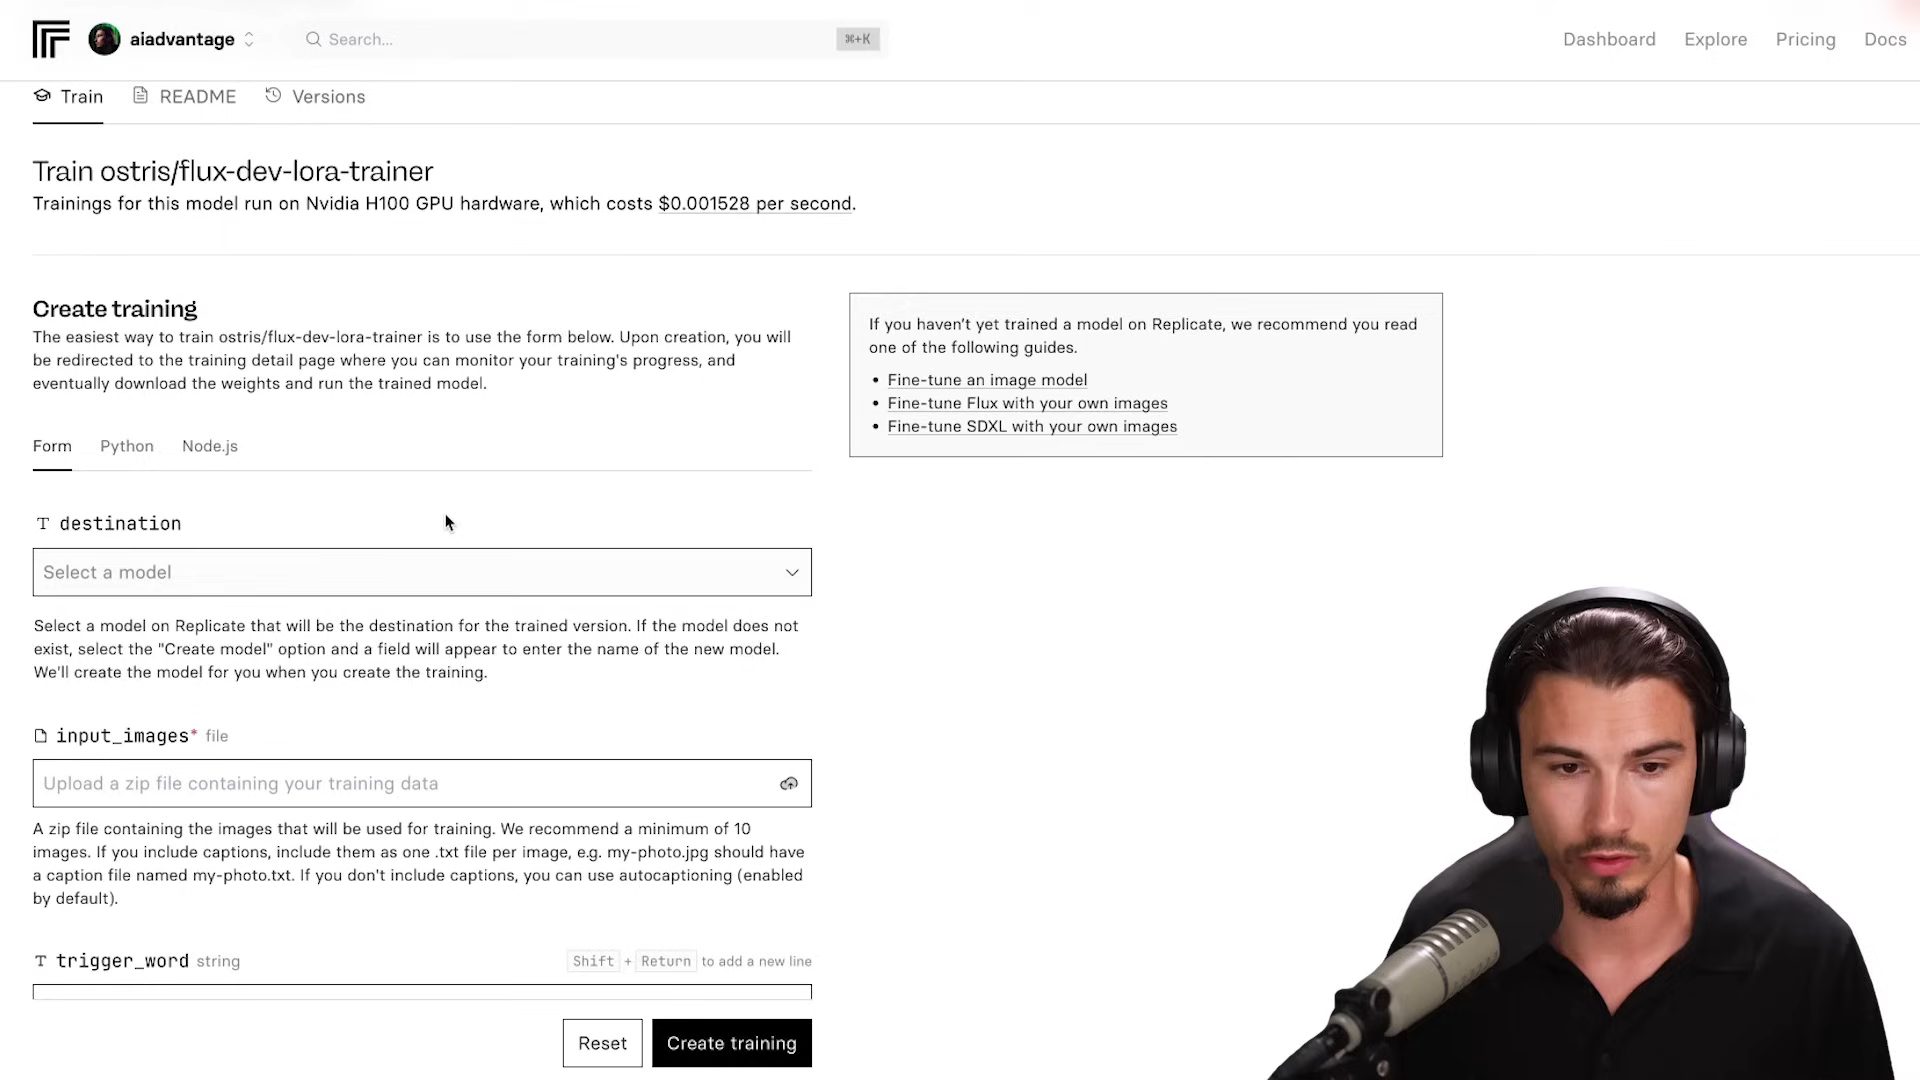 aiadvantage
Search...
⌘+K
Dashboard
Explore
Pricing
Docs
Train
README
Versions
Train ostris/flux-dev-lora-trainer
Trainings for this model run on Nvidia H100 GPU hardware, which costs $0.001528 per second.
Create training
The easiest way to train ostris/flux-dev-lora-trainer is to use the form below. Upon creation, you will
be redirected to the training detail page where you can monitor your training's progress, and
eventually download the weights and run the trained model.
If you haven't yet trained a model on Replicate, we recommend you read
one of the following guides.
• Fine-tune an image model
• Fine-tune Flux with your own images
• Fine-tune SDXL with your own images
Form
Python
Node.js
T destination
Select a model
Select a model on Replicate that will be the destination for the trained version. If the model does not
exist, select the "Create model" option and a field will appear to enter the name of the new model.
We'll create the model for you when you create the training.
input_images* file
Upload a zip file containing your training data
A zip file containing the images that will be used for training. We recommend a minimum of 10
images. If you include captions, include them as one .txt file per image, e.g. my-photo.jpg should have
a caption file named my-photo.txt. If you don't include captions, you can use autocaptioning (enabled
by default).
T trigger_word string
Shift + Return to add a new line
Reset
Create training